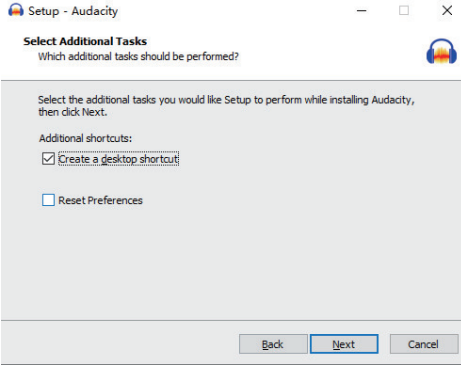 Setup - Audacity
Select Additional Tasks
Which additional tasks should be performed?
Select the additional tasks you would like Setup to perform while installing Audacity,
then click Next.
Additional shortcuts:
Create a desktop shortcut
Reset Preferences
Back Next Cancel